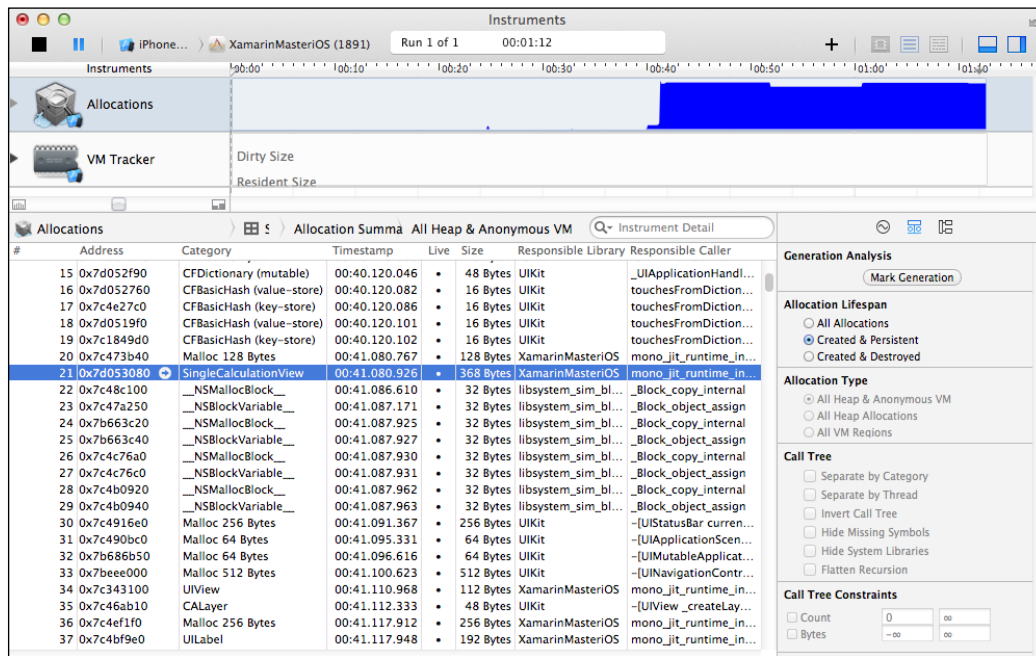 Instruments
iPhone... XamarinMasteriOS (1891) Run 1 of 1 00:01:12
Instruments 00:00 00:10 00:20 00:30 00:40 00:50 01:00
Allocations
VM Tracker Dirty Size
Resident Size
Allocations S Allocation Summa All Heap & Anonymous VM Instrument Detail
# Address Category Timestamp Live Size Responsible Library Responsible Caller
15 0x7d052f90 CFDictionary (mutable) 00:40.120.046 • 48 Bytes UIKit _UIApplicationHandl...
16 0x7d052760 CFBasicHash (value-store) 00:40.120.082 • 16 Bytes UIKit touchesFromDiction...
17 0x7c4e27c0 CFBasicHash (key-store) 00:40.120.086 • 16 Bytes UIKit touchesFromDiction...
18 0x7d0519f0 CFBasicHash (value-store) 00:40.120.101 • 16 Bytes UIKit touchesFromDiction...
19 0x7c1849d0 CFBasicHash (key-store) 00:40.120.102 • 16 Bytes UIKit touchesFromDiction...
20 0x7c473b40 Malloc 128 Bytes 00:41.080.767 • 128 Bytes XamarinMasteriOS mono_jit_runtime_in...
21 0x7d053080 SingleCalculationView 00:41.080.926 • 368 Bytes XamarinMasteriOS mono_jit_runtime_in...
22 0x7c48c100 __NSMallocBlock__ 00:41.086.610 • 32 Bytes libsystem_sim_bl... _Block_copy_internal
23 0x7c47a250 __NSBlockVariable__ 00:41.087.171 • 32 Bytes libsystem_sim_bl... _Block_object_assign
24 0x7b663c20 __NSMallocBlock__ 00:41.087.925 • 32 Bytes libsystem_sim_bl... _Block_copy_internal
25 0x7b663c40 __NSBlockVariable__ 00:41.087.927 • 32 Bytes libsystem_sim_bl... _Block_object_assign
26 0x7c4c76a0 __NSMallocBlock__ 00:41.087.930 • 32 Bytes libsystem_sim_bl... _Block_copy_internal
27 0x7c4c76c0 __NSBlockVariable__ 00:41.087.931 • 32 Bytes libsystem_sim_bl... _Block_object_assign
28 0x7c4b0920 __NSMallocBlock__ 00:41.087.962 • 32 Bytes libsystem_sim_bl... _Block_copy_internal
29 0x7c4b0940 __NSBlockVariable__ 00:41.087.963 • 32 Bytes libsystem_sim_bl... _Block_object_assign
30 0x7c4916e0 Malloc 256 Bytes 00:41.091.367 • 256 Bytes UIKit -[UIStatusBar curren...
31 0x7c490bc0 Malloc 64 Bytes 00:41.095.331 • 64 Bytes UIKit -[UIApplicationScen...
32 0x7b686b50 Malloc 64 Bytes 00:41.096.616 • 64 Bytes UIKit -[UIMutableApplicat...
33 0x7beee000 Malloc 512 Bytes 00:41.100.623 • 512 Bytes UIKit -[UINavigationContr...
34 0x7c343100 UIView 00:41.110.968 • 112 Bytes XamarinMasteriOS mono_jit_runtime_in...
35 0x7c46ab10 CALayer 00:41.112.333 • 48 Bytes UIKit -[UIView _createLay...
36 0x7c4ef1f0 Malloc 256 Bytes 00:41.117.912 • 256 Bytes XamarinMasteriOS mono_jit_runtime_in...
37 0x7c4bf9e0 UILabel 00:41.117.948 • 192 Bytes XamarinMasteriOS mono_jit_runtime_in...
Generation Analysis
Mark Generation
Allocation Lifespan
All Allocations
Created & Persistent
Created & Destroyed
Allocation Type
All Heap & Anonymous VM
All Heap Allocations
All VM Regions
Call Tree
Separate by Category
Separate by Thread
Invert Call Tree
Hide Missing Symbols
Hide System Libraries
Flatten Recursion
Call Tree Constraints
Count 0 ∞
Bytes -∞ ∞